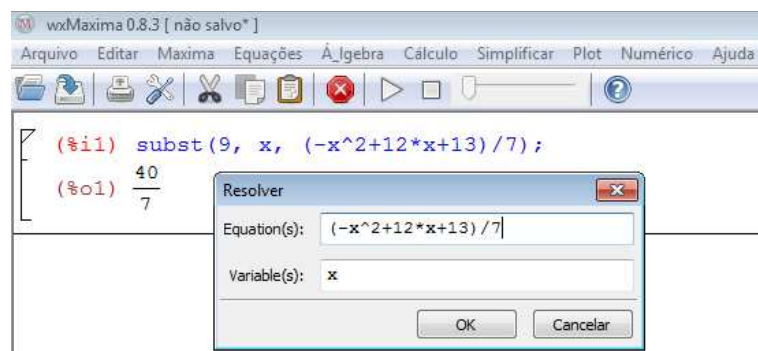 wxMaxima 0.8.3 [ não salvo* ]
Arquivo Editar Maxima Equações Á_lgebra Cálculo Simplificar Plot Numérico Ajuda
(%i1) subst(9, x, (-x^2+12*x+13)/7);
(%o1) 40/7
Resolver
Equation(s): (-x^2+12*x+13)/7
Variable(s): x
OK Cancelar